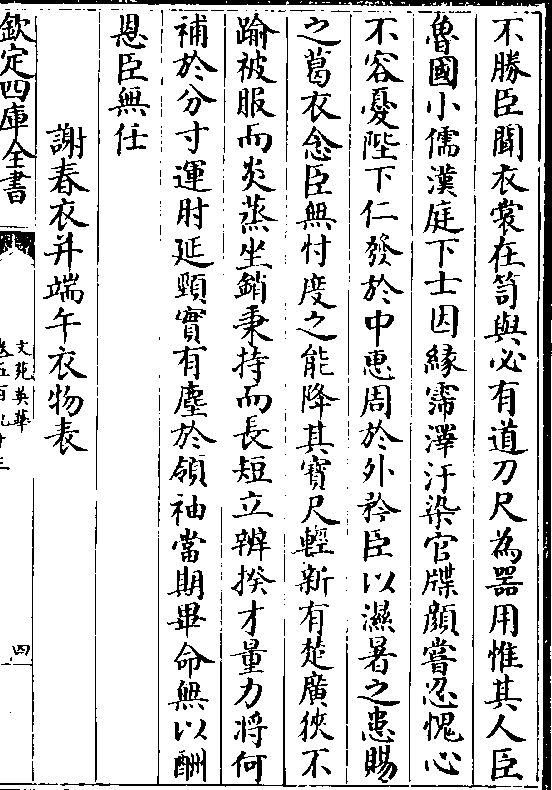 不勝臣聞衣裳在笥與必有道刀尺為器用惟其人臣
魯國小儒漢庭下士因緣霈澤汙染官牒顔嘗忍愧心
不容憂陛下仁發於中惠周於外矜臣以濕暑之患賜
之葛衣念臣無忖度之能降其寳尺輕新有楚廣狹不
踰被服而炎蒸坐銷秉持而長短立辨揆才量力將何
補於分寸運肘延頸實有塵於領袖當期畢命無以酬
恩臣無任
謝春衣并端午衣物表
欽定四庫全書
文苑英華
卷五百九十三
四